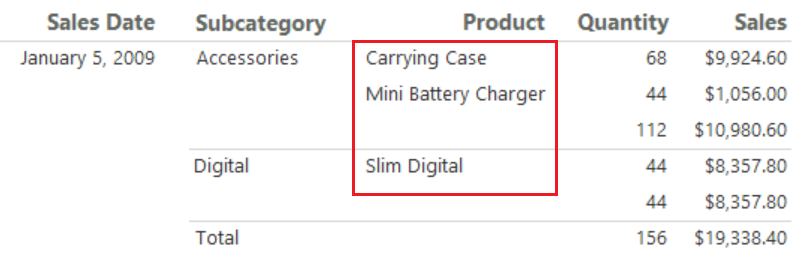 Sales Date Subcategory Product Quantity Sales
January 5, 2009 Accessories Carrying Case 68 $9,924.60
Mini Battery Charger 44 $1,056.00
112 $10,980.60
Digital Slim Digital 44 $8,357.80
44 $8,357.80
Total 156 $19,338.40